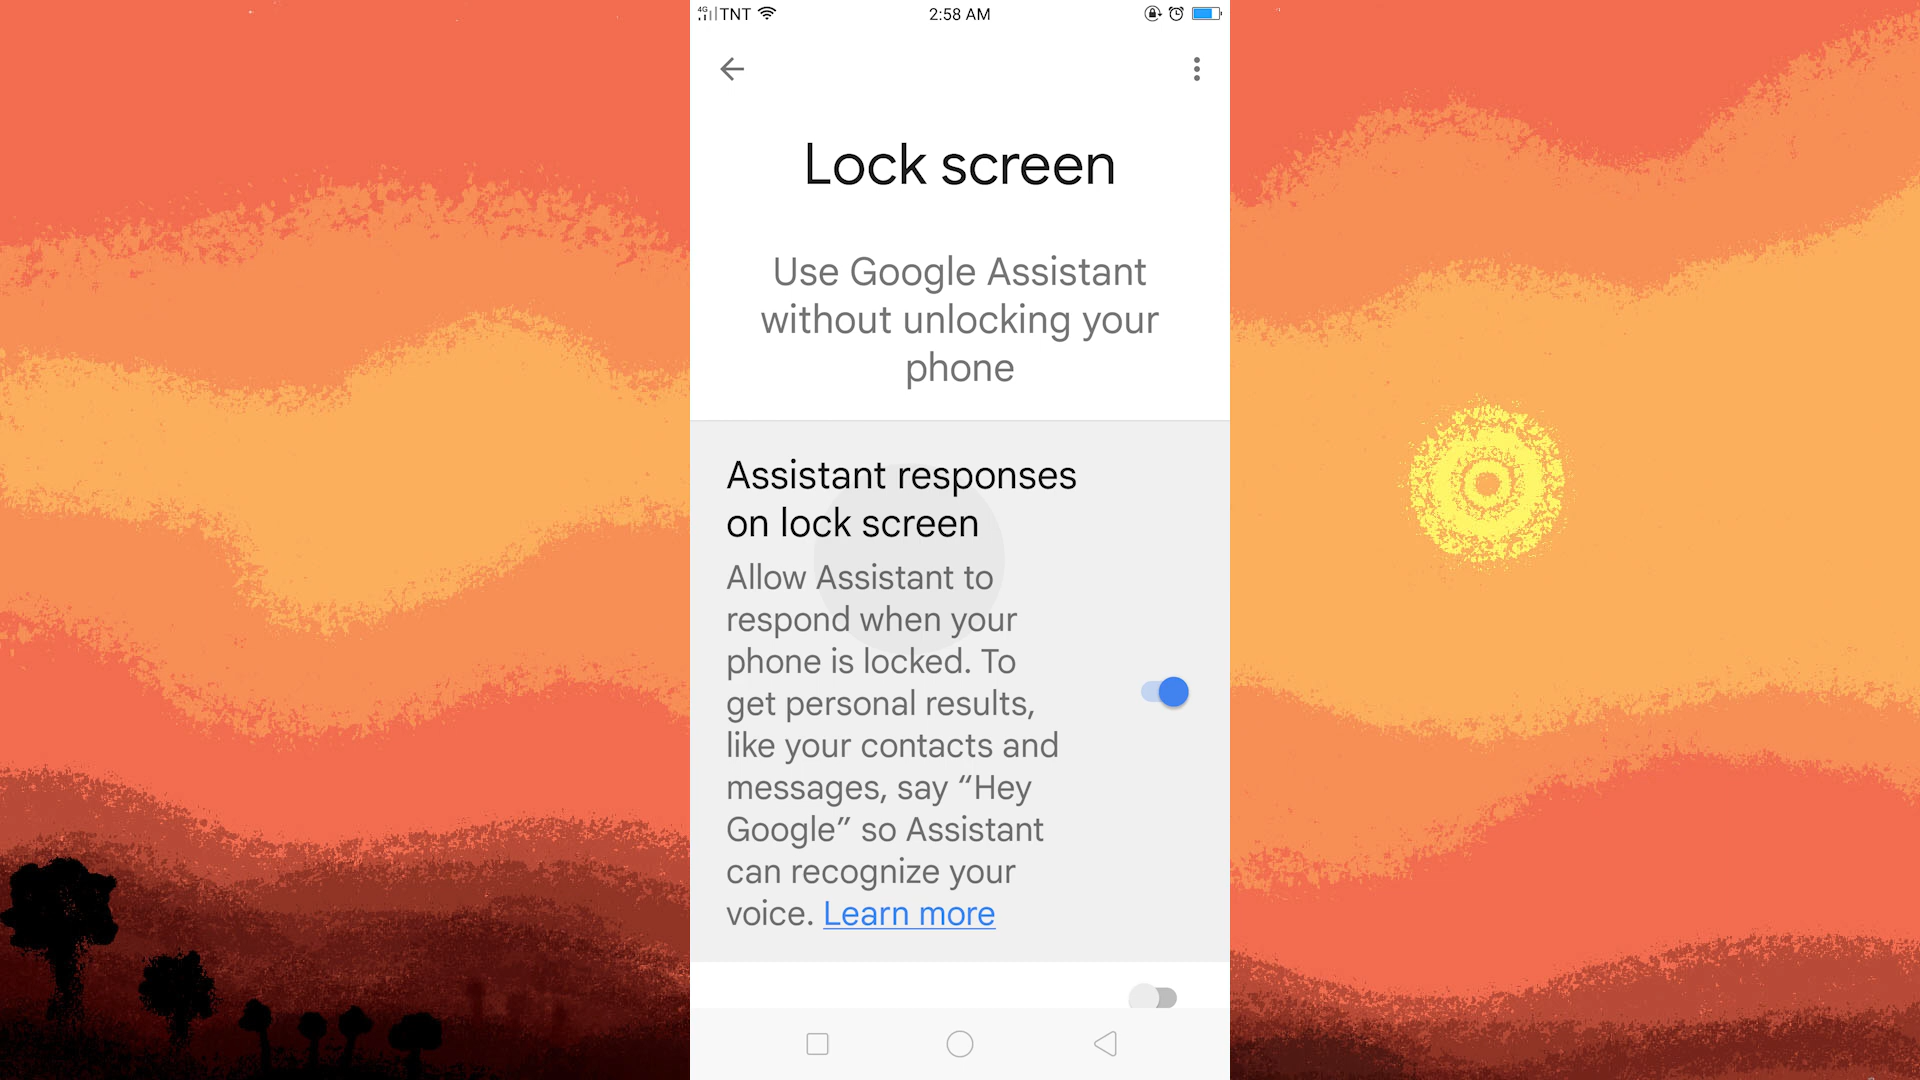 4G TNT 2:58 AM
Lock screen
Use Google Assistant
without unlocking your
phone
Assistant responses
on lock screen
Allow Assistant to
respond when your
phone is locked. To
get personal results,
like your contacts and
messages, say “Hey
Google” so Assistant
can recognize your
voice. Learn more